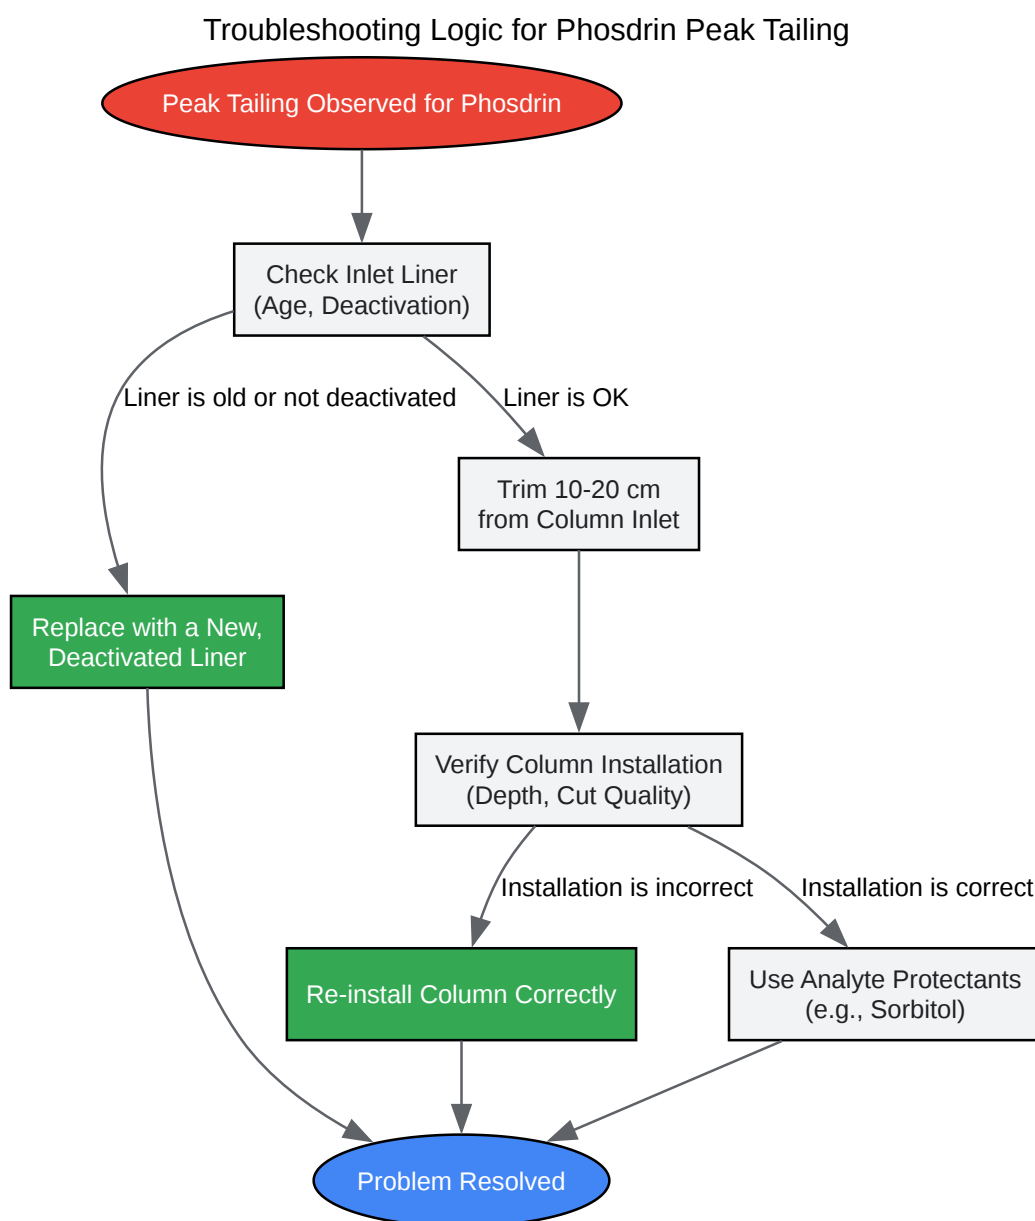 Troubleshooting Logic for Phosdrin Peak Tailing
Peak Tailing Observed for Phosdrin
Check Inlet Liner
(Age, Deactivation)
Liner is old or not deactivated
Liner is OK
Trim 10-20 cm
from Column Inlet
Replace with a New,
Deactivated Liner
Verify Column Installation
(Depth, Cut Quality)
Installation is incorrect
Installation is correct
Re-install Column Correctly
Use Analyte Protectants
(e.g., Sorbitol)
Problem Resolved